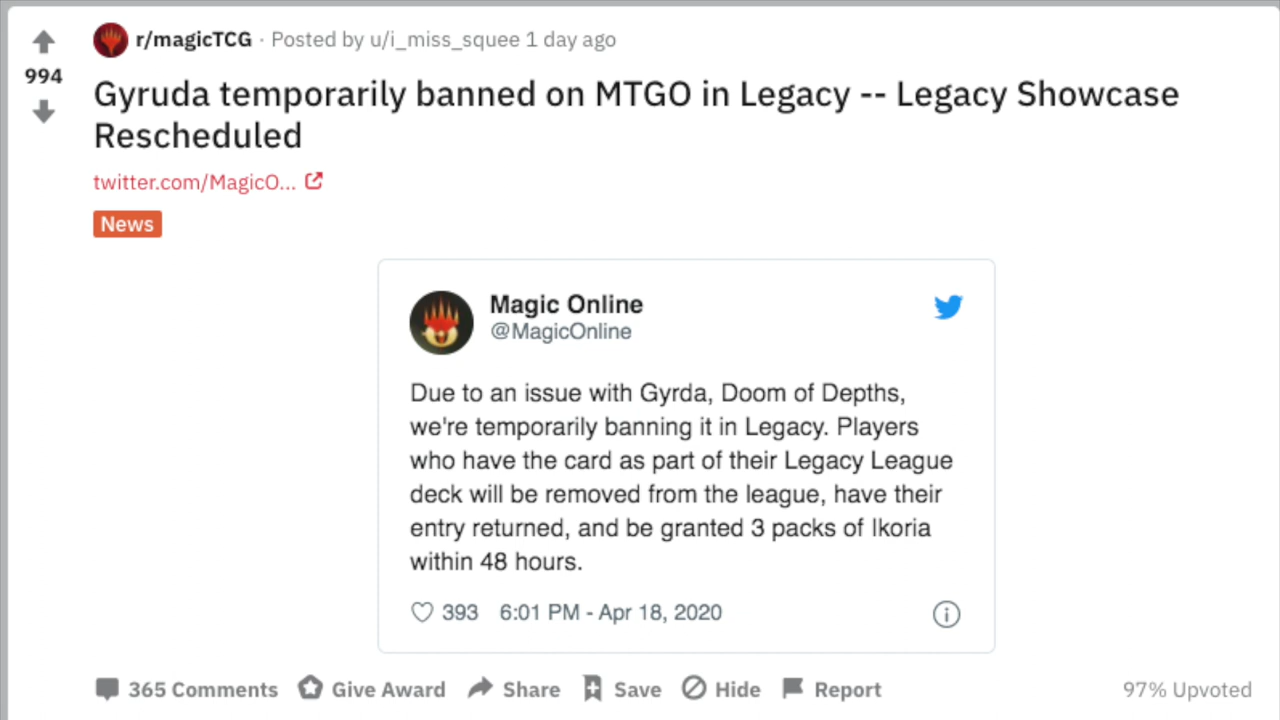 r/magicTCG · Posted by u/i_miss_squee 1 day ago
994
Gyruda temporarily banned on MTGO in Legacy -- Legacy Showcase
Rescheduled
twitter.com/MagicO...
News
Magic Online
@MagicOnline
Due to an issue with Gyrda, Doom of Depths,
we're temporarily banning it in Legacy. Players
who have the card as part of their Legacy League
deck will be removed from the league, have their
entry returned, and be granted 3 packs of Ikoria
within 48 hours.
393 6:01 PM - Apr 18, 2020
365 Comments Give Award Share Save Hide Report 97% Upvoted